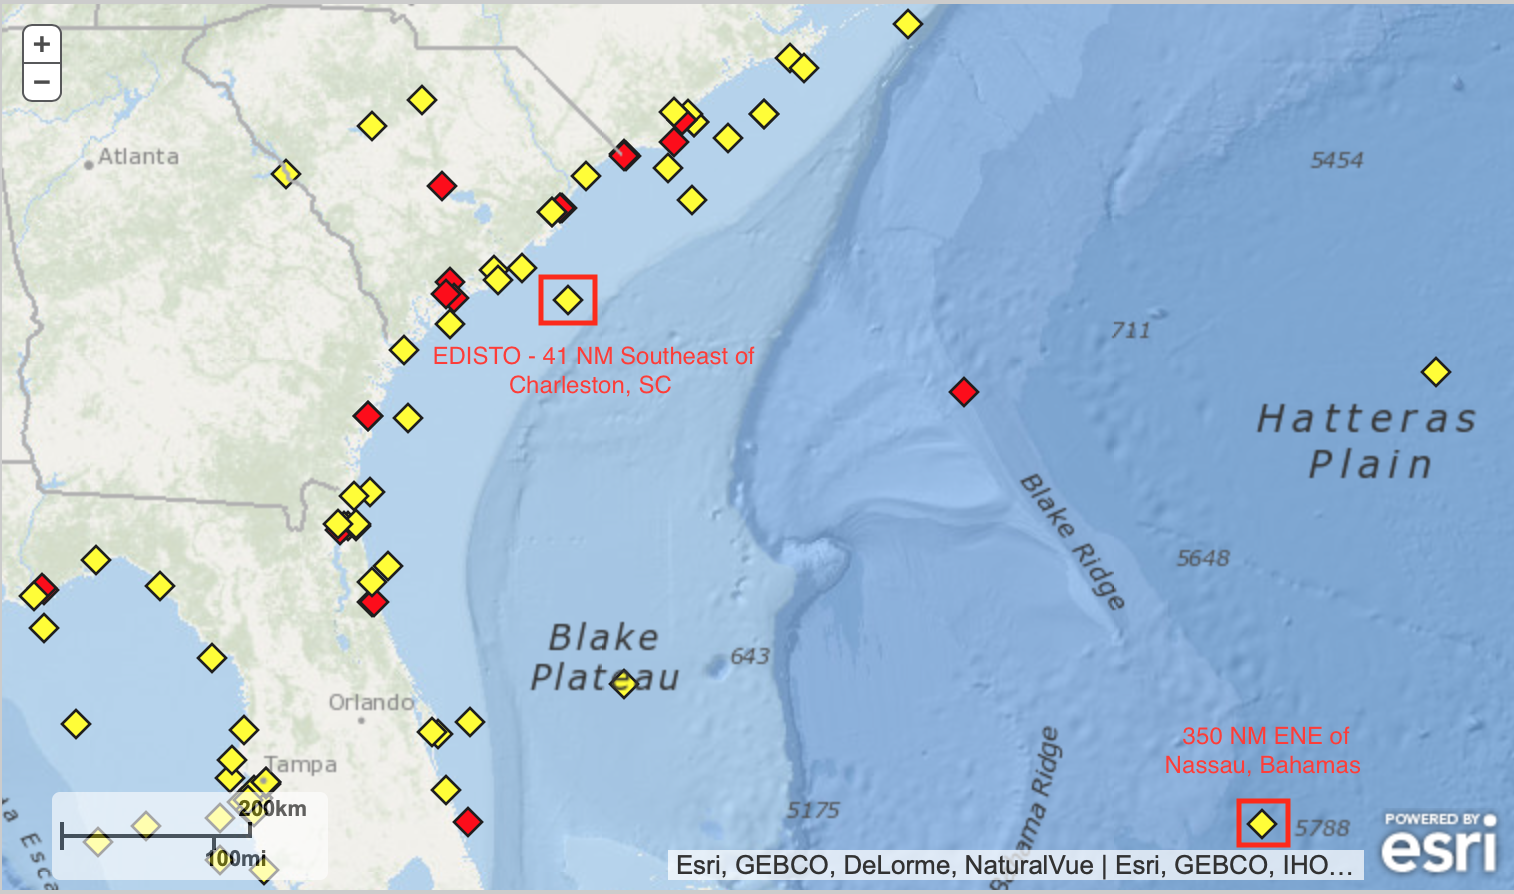 +
−
Atlanta
5454
EDISTO - 41 NM Southeast of
Charleston, SC
711
Hatteras
Plain
Blake Ridge
5648
Blake
Plateau
643
Orlando
Tampa
350 NM ENE of
Nassau, Bahamas
200km
100mi
5175
ama Ridge
5788
POWERED BY
esri
Esri, GEBCO, DeLorme, NaturalVue | Esri, GEBCO, IHO...